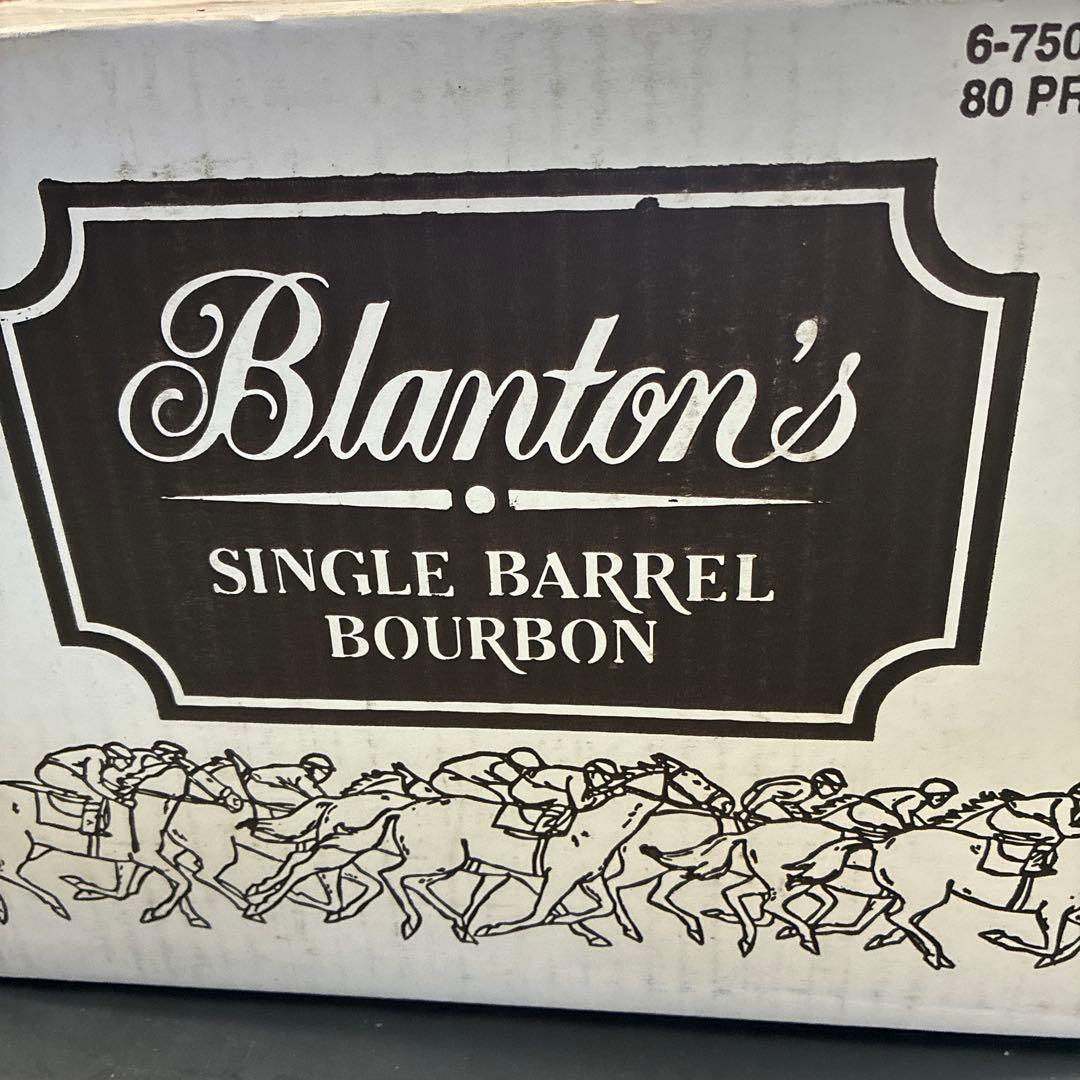 6-750
80 PR
Blanton's
SINGLE BARREL
BOURBON